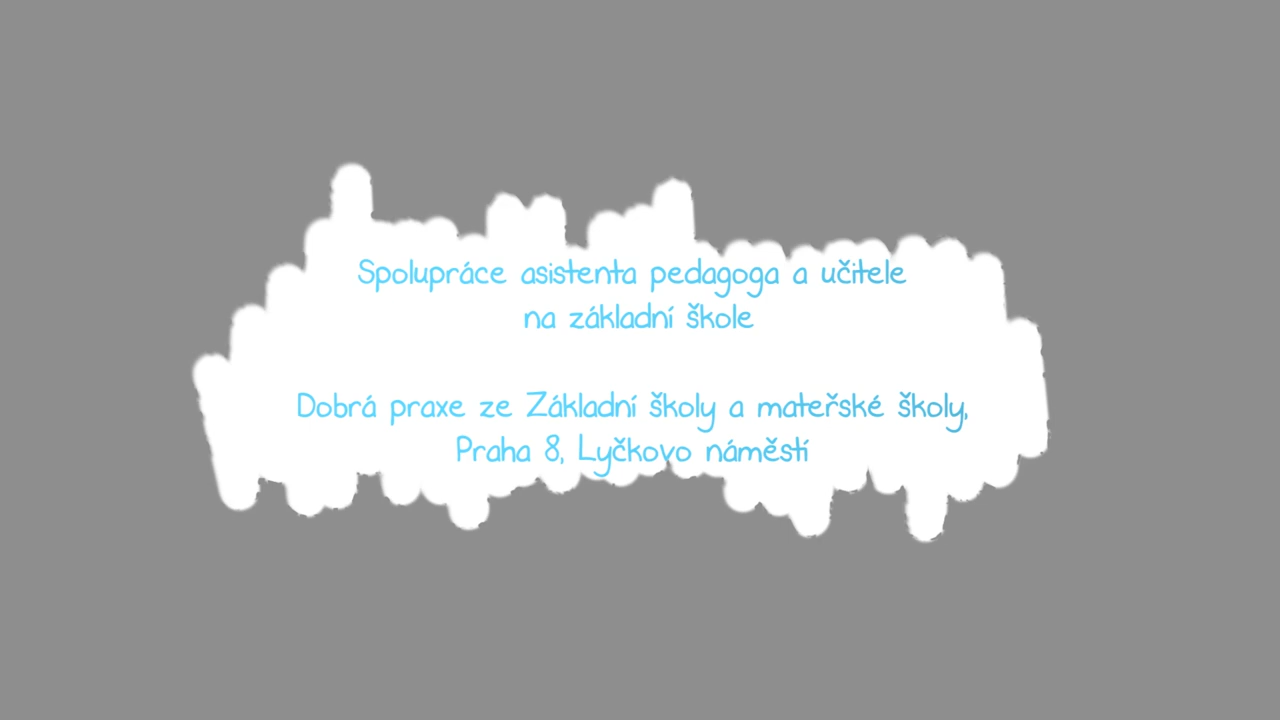 Spolupráce asistenta pedagoga a učitele
na základní škole
Dobrá praxe ze Základní školy a mateřské školy,
Praha 8, Lyčkovo náměstí